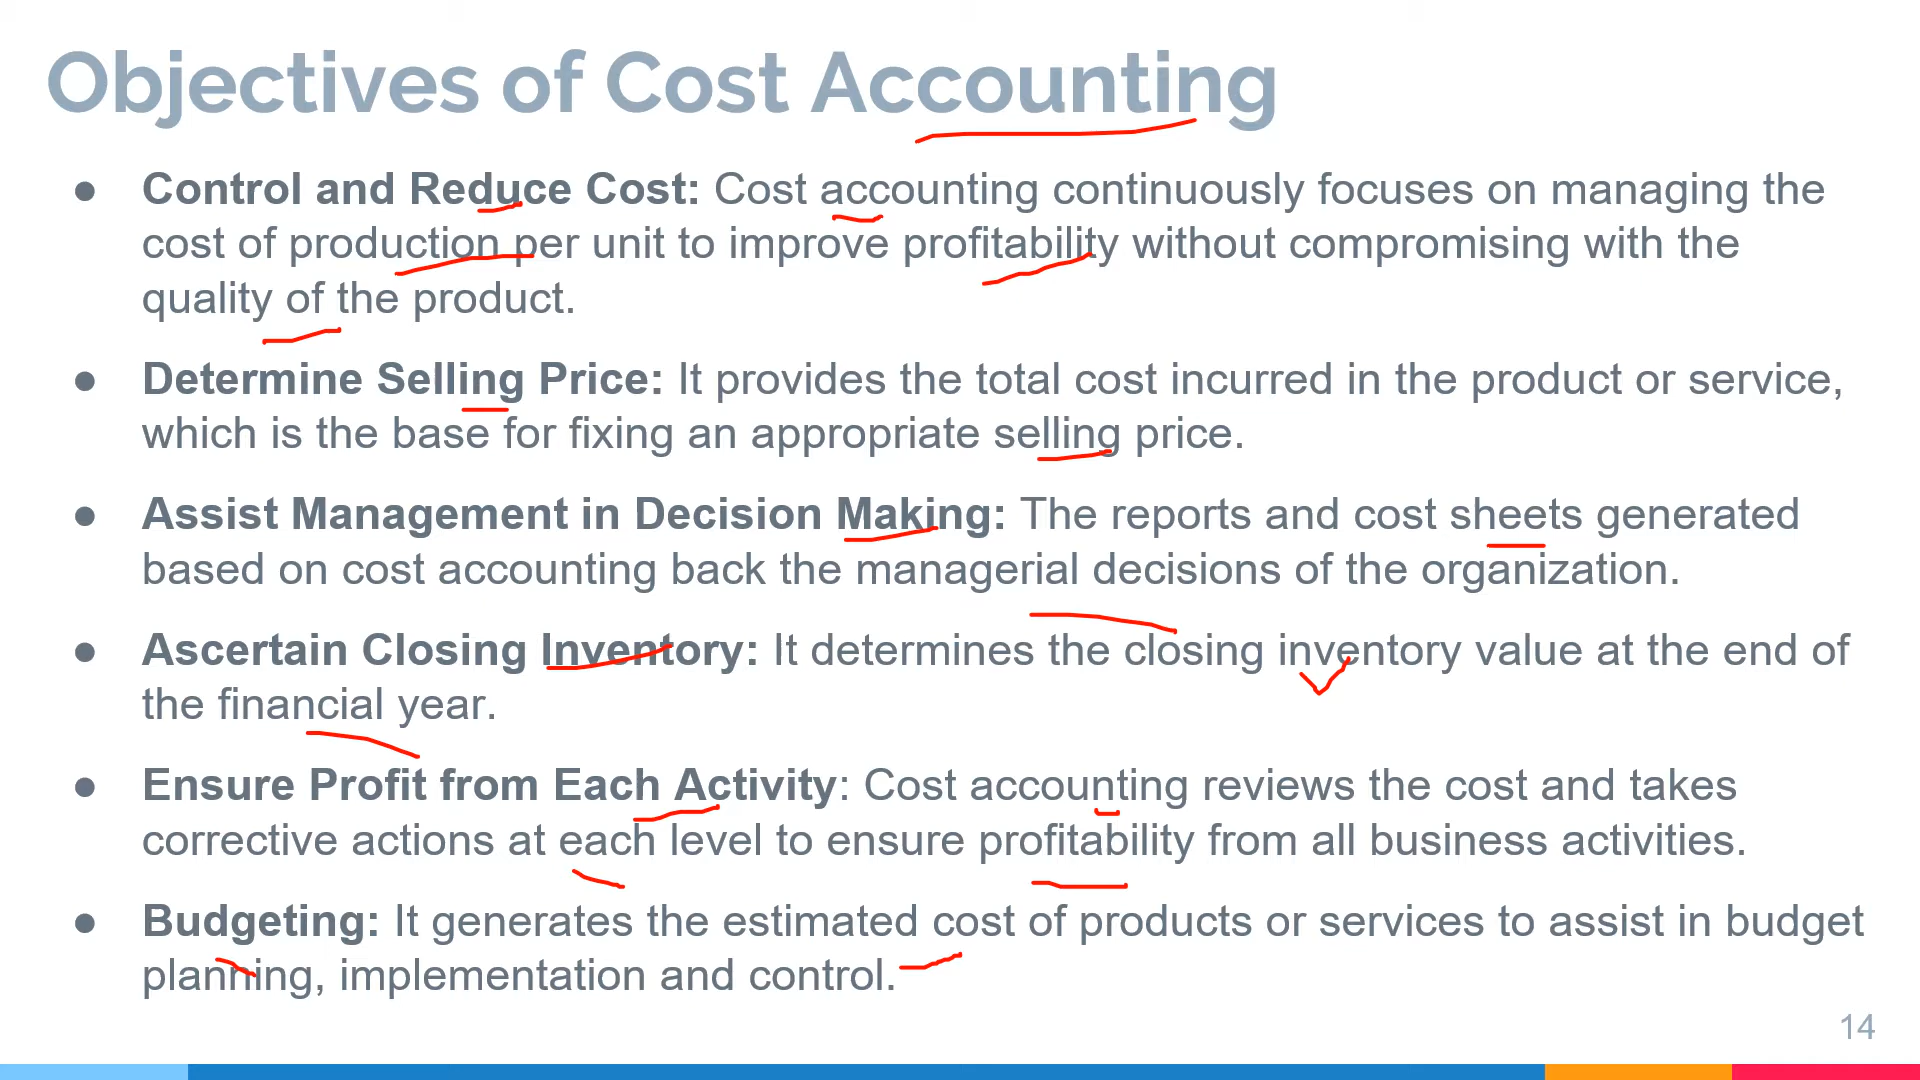 Objectives of Cost Accounting
● Control and Reduce Cost: Cost accounting continuously focuses on managing the
cost of production per unit to improve profitability without compromising with the
quality of the product.
● Determine Selling Price: It provides the total cost incurred in the product or service,
which is the base for fixing an appropriate selling price.
● Assist Management in Decision Making: The reports and cost sheets generated
based on cost accounting back the managerial decisions of the organization.
● Ascertain Closing Inventory: It determines the closing inventory value at the end of
the financial year.
● Ensure Profit from Each Activity: Cost accounting reviews the cost and takes
corrective actions at each level to ensure profitability from all business activities.
● Budgeting: It generates the estimated cost of products or services to assist in budget
planning, implementation and control.
14